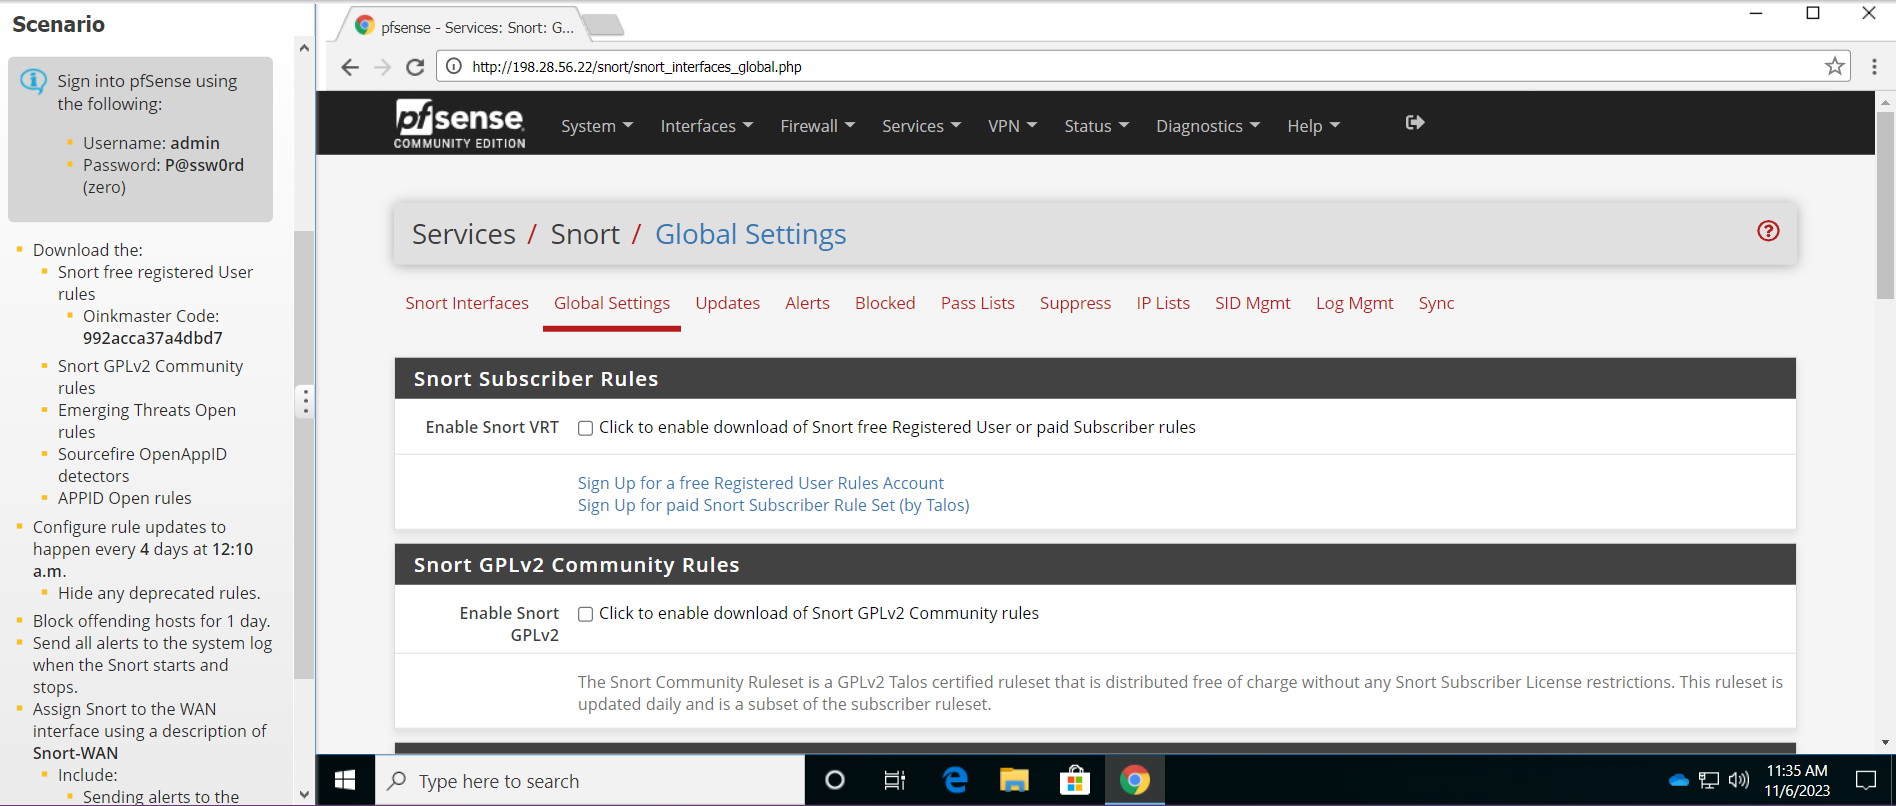 Scenario
Sign into pfSense using
the following:
Username: admin
Password: P@ssw0rd
(zero)
Download the:
Snort free registered User
rules
Oinkmaster Code:
992acca37a4dbd7
Snort GPLv2 Community
rules
Emerging Threats Open
rules
Sourcefire OpenAppID
detectors
APPID Open rules
Configure rule updates to
happen every 4 days at 12:10
a.m.
Hide any deprecated rules.
Block offending hosts for 1 day.
Send all alerts to the system log
when the Snort starts and
stops.
Assign Snort to the WAN
interface using a description of
Snort-WAN
Include:
Sending alerts to the
pfsense - Services: Snort: G...
http://198.28.56.22/snort/snort_interfaces_global.php
pfsense
COMMUNITY EDITION
System Interfaces Firewall Services VPN Status Diagnostics Help
Services / Snort / Global Settings
Snort Interfaces Global Settings Updates Alerts Blocked Pass Lists Suppress IP Lists SID Mgmt Log Mgmt Sync
Snort Subscriber Rules
Enable Snort VRT Click to enable download of Snort free Registered User or paid Subscriber rules
Sign Up for a free Registered User Rules Account
Sign Up for paid Snort Subscriber Rule Set (by Talos)
Snort GPLv2 Community Rules
Enable Snort GPLv2 Click to enable download of Snort GPLv2 Community rules
The Snort Community Ruleset is a GPLv2 Talos certified ruleset that is distributed free of charge without any Snort Subscriber License restrictions. This ruleset is
updated daily and is a subset of the subscriber ruleset.
Type here to search
11:35 AM
11/6/2023